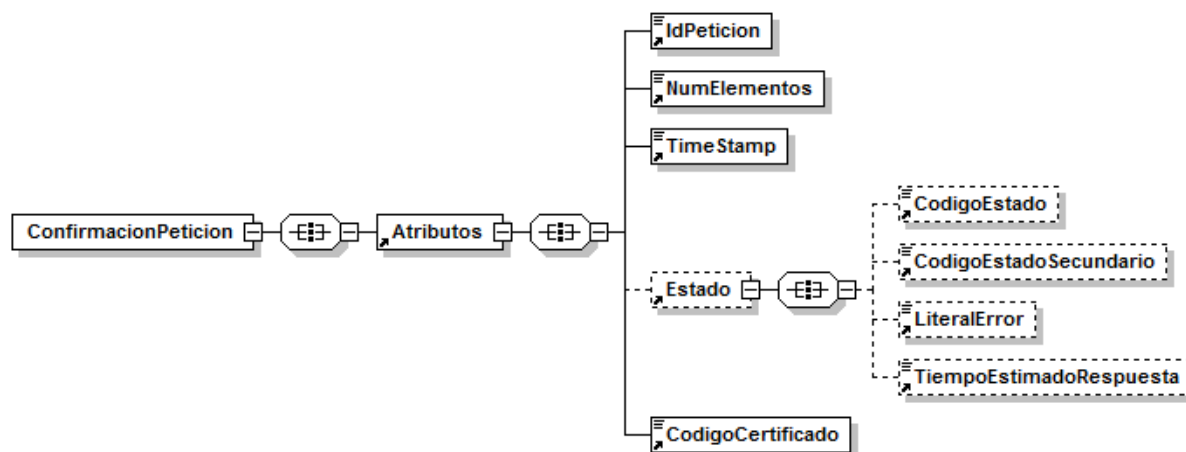 IdPeticion
NumElementos
TimeStamp
ConfirmacionPeticion
Atributos
Estado
CodigoEstado
CodigoEstadoSecundario
LiteralError
TiempoEstimadoRespuesta
CodigoCertificado